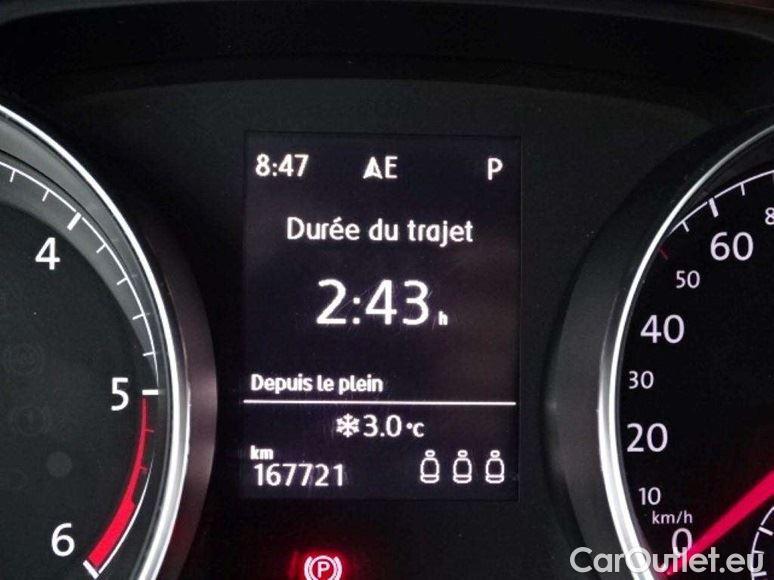 8:47 AE P
Durée du trajet
2:43 h
Depuis le plein
3.0 °C
km
167721
4
5
6
8
60
50
40
30
20
10
km/h
0
P
CarOutlet.eu